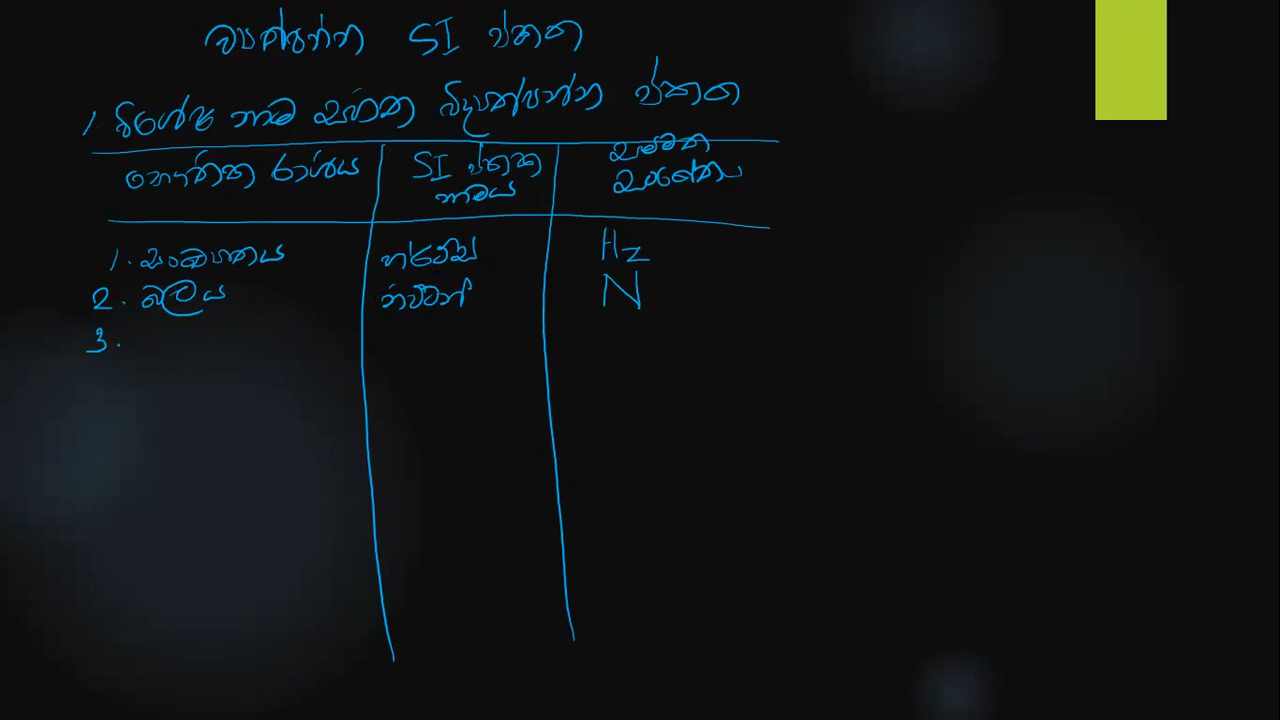 ව්‍යුත්පන්න SI ඒකක
1 විශේෂ නාම සහිත ව්‍යුත්පන්න ඒකක
භෞතික රාශිය SI ඒකක නාමය සම්මත සංකේතය
1. සංඛ්‍යාතය හර්ට්ස් Hz
2. බලය නිව්ටන් N
3.